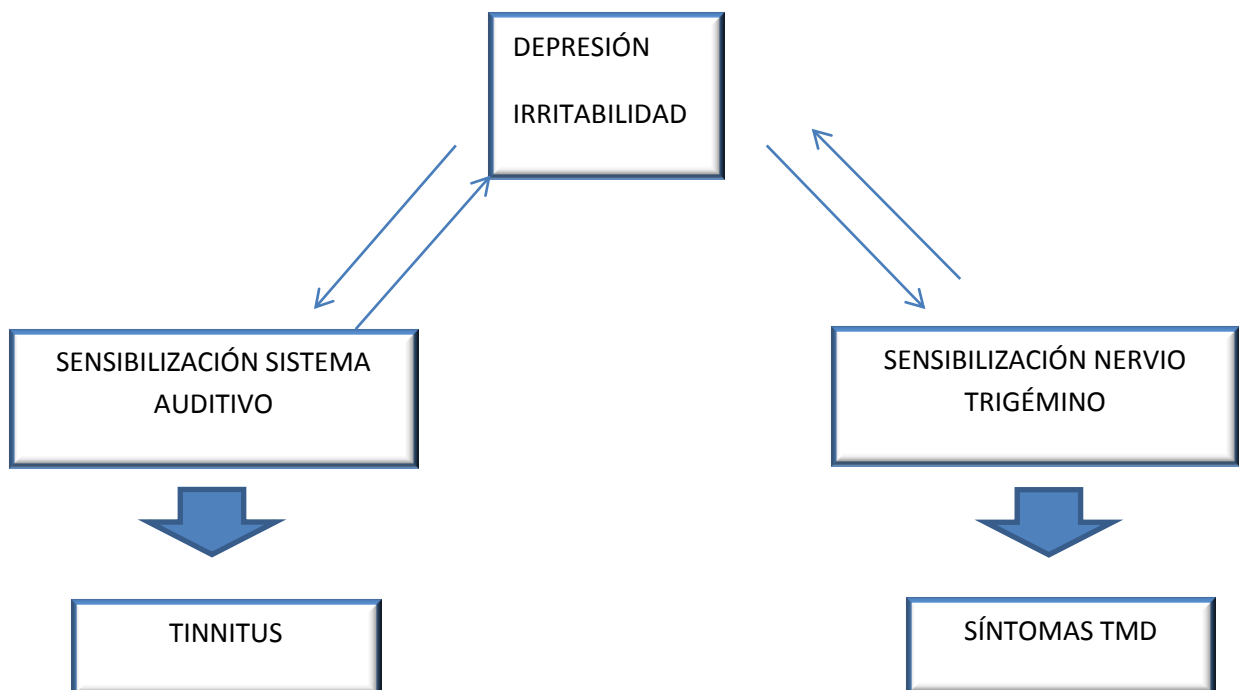 DEPRESIÓN
IRRITABILIDAD
SENSIBILIZACIÓN SISTEMA
AUDITIVO
SENSIBILIZACIÓN NERVIO
TRIGÉMINO
TINNITUS
SÍNTOMAS TMD